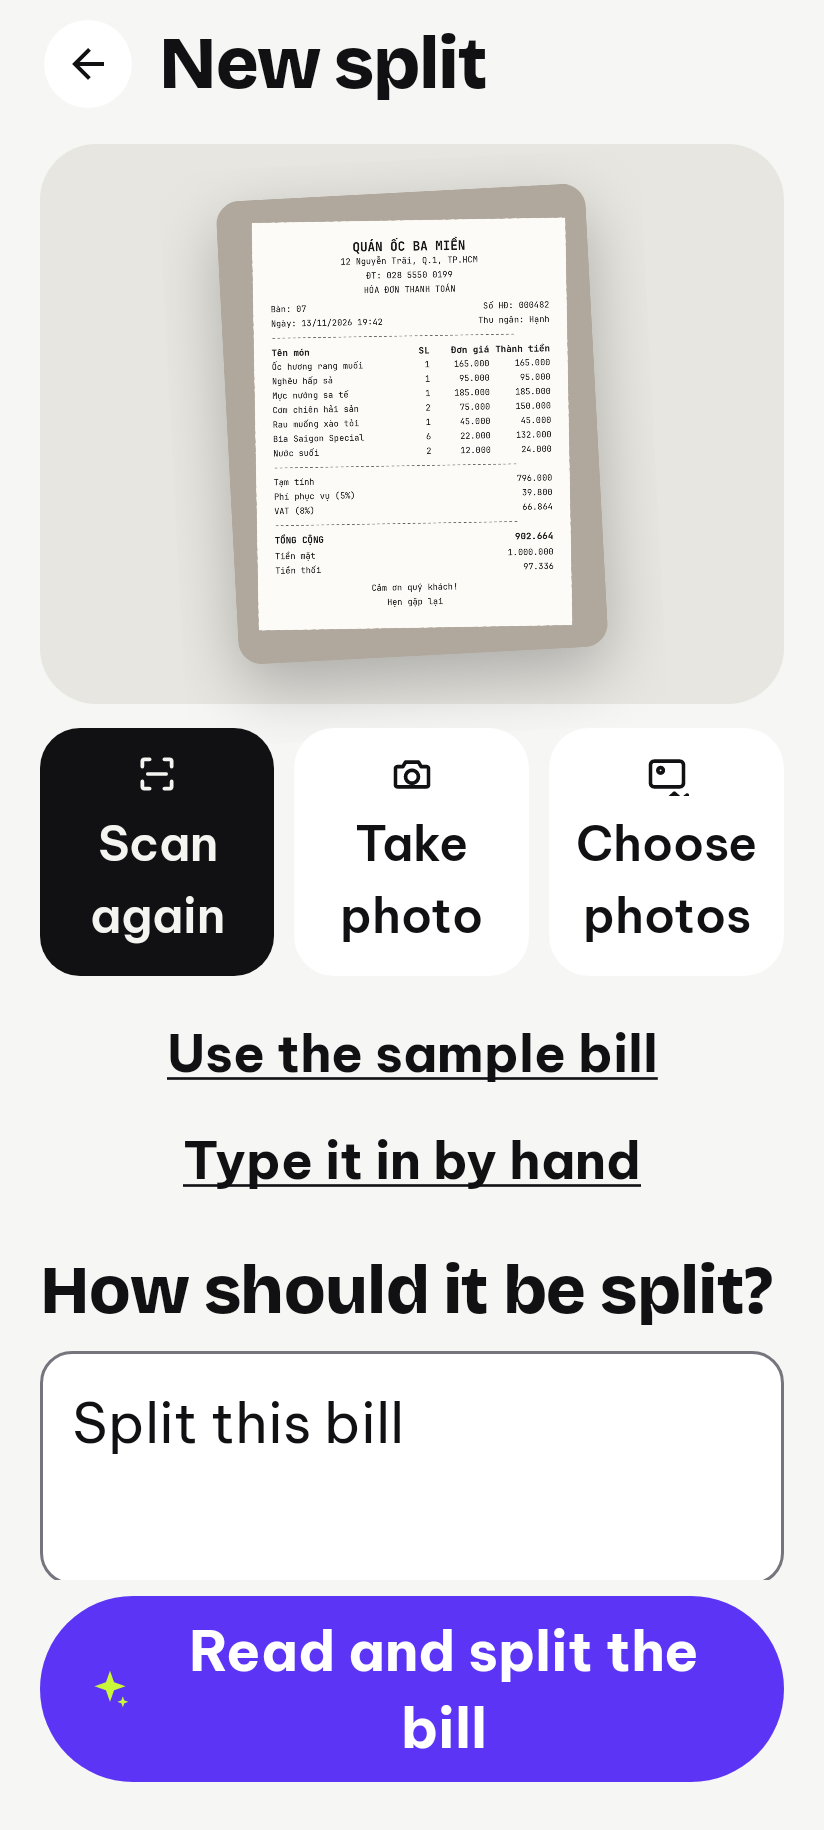 New split
QUÁN ỐC BA MIỀN
12 Nguyễn Trãi, Q.1, TP.HCM
ĐT: 028 5550 0199
HÓA ĐƠN THANH TOÁN
Bàn: 07 Số HĐ: 000482
Ngày: 13/11/2026 19:42 Thu ngân: Hạnh
Tên món SL Đơn giá Thành tiền
Ốc hương rang muối 1 165.000 165.000
Nghêu hấp sả 1 95.000 95.000
Mực nướng sa tế 1 185.000 185.000
Cơm chiên hải sản 2 75.000 150.000
Rau muống xào tỏi 1 45.000 45.000
Bia Saigon Special 6 22.000 132.000
Nước suối 2 12.000 24.000
Tạm tính 796.000
Phí phục vụ (5%) 39.800
VAT (8%) 66.864
TỔNG CỘNG 902.664
Tiền mặt 1.000.000
Tiền thối 97.336
Cảm ơn quý khách!
Hẹn gặp lại
Scan again
Take photo
Choose photos
Use the sample bill
Type it in by hand
How should it be split?
Split this bill
Read and split the
bill